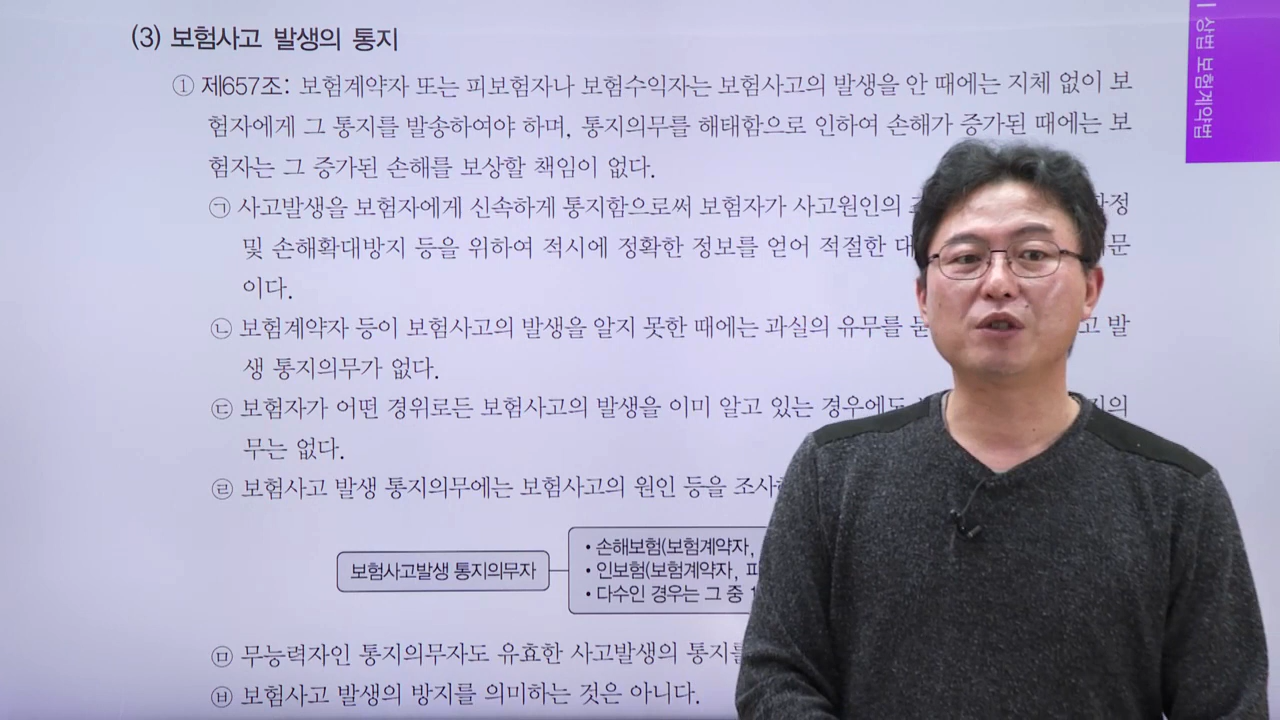 (3) 보험사고 발생의 통지
상법 보험계약법
① 제657조: 보험계약자 또는 피보험자나 보험수익자는 보험사고의 발생을 안 때에는 지체 없이 보
험자에게 그 통지를 발송하여야 하며, 통지의무를 해태함으로 인하여 손해가 증가된 때에는 보
험자는 그 증가된 손해를 보상할 책임이 없다.
㉠ 사고발생을 보험자에게 신속하게 통지함으로써 보험자가 사고원인의
및 손해확대방지 등을 위하여 적시에 정확한 정보를 얻어 적절한
이다.
㉡ 보험계약자 등이 보험사고의 발생을 알지 못한 때에는 과실의 유무를 발
생 통지의무가 없다.
㉢ 보험자가 어떤 경위로든 보험사고의 발생을 이미 알고 있는 경우에도
무는 없다.
㉣ 보험사고 발생 통지의무에는 보험사고의 원인 등을
보험사고발생 통지의무자
• 손해보험(보험계약자,
• 인보험(보험계약자,
• 다수인 경우는 그 중
㉤ 무능력자인 통지의무자도 유효한 사고발생의 통지를
㉥ 보험사고 발생의 방지를 의미하는 것은 아니다.